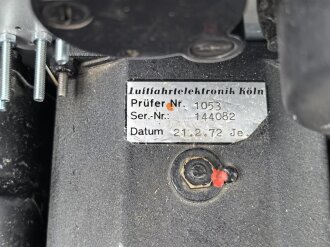 Luftfahrtelektronik Köln
Prüfer Nr. 1053
Ser.-Nr.: 144082
Datum 21.2.72 Je.